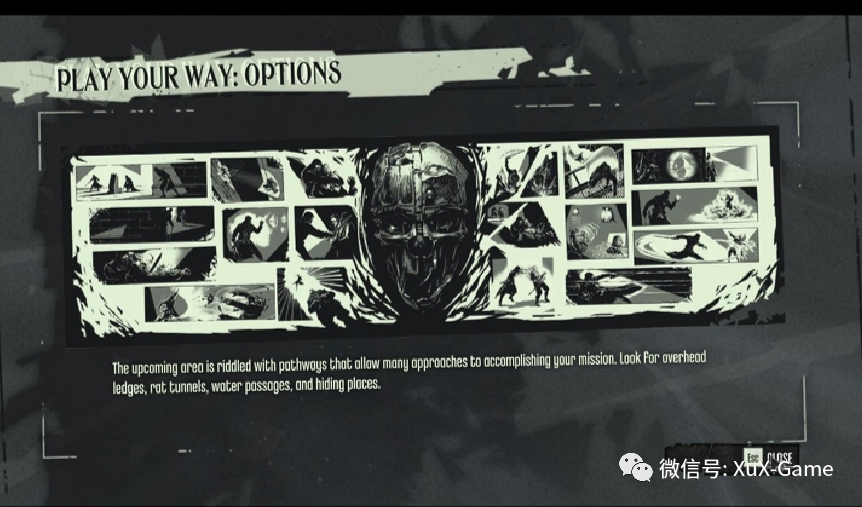 PLAY YOUR WAY: OPTIONS
The upcoming area is riddled with pathways that allow many approaches to accomplishing your mission. Look for overhead
ledges, rat tunnels, water passages, and hiding places.
Esc CLOSE
微信号: XuX-Game